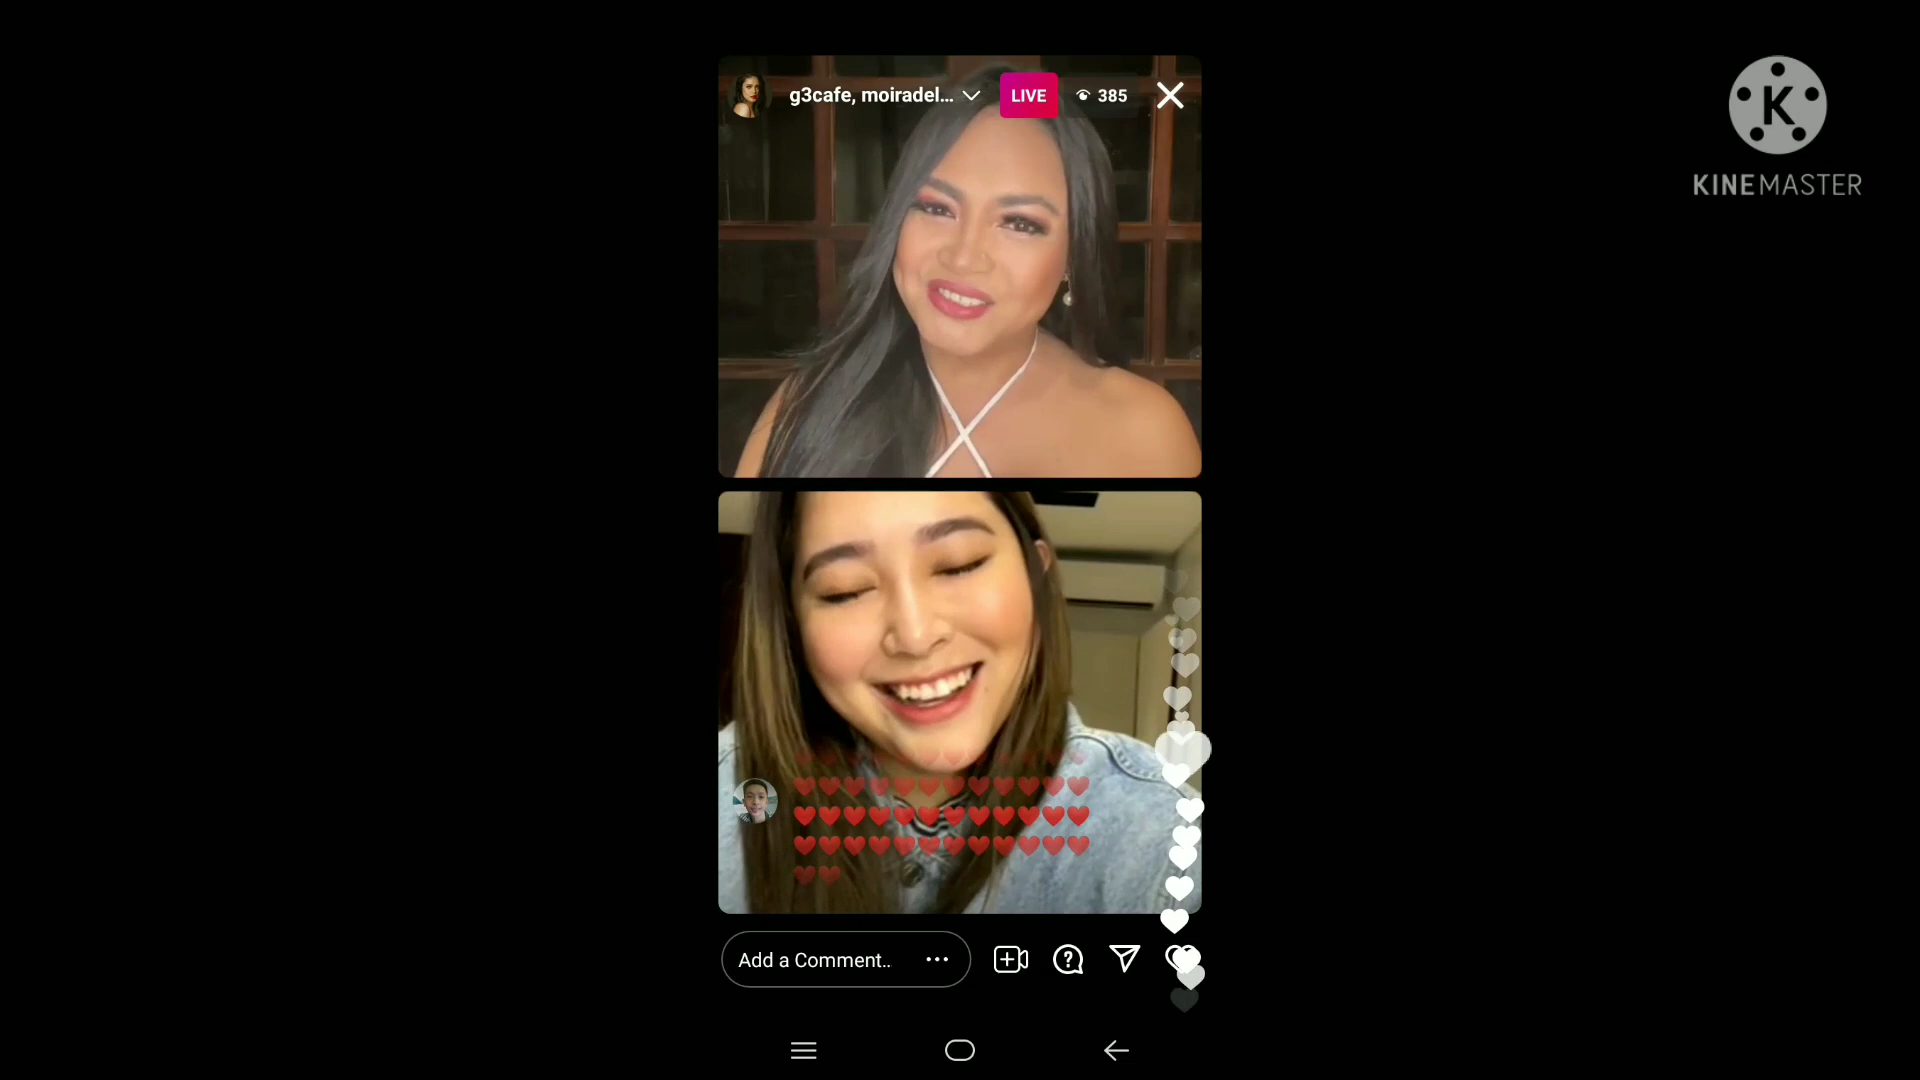 g3cafe, moiradel...
LIVE
385
KINEMASTER
Add a Comment..